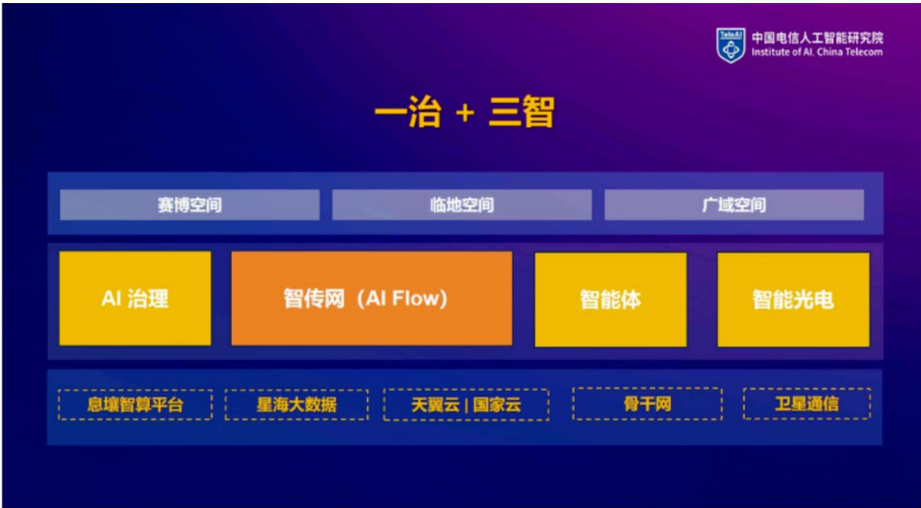 TeleAI
中国电信人工智能研究院
Institute of AI, China Telecom
一治 + 三智
赛博空间
临地空间
广域空间
AI 治理
智传网（AI Flow）
智能体
智能光电
息壤智算平台
星海大数据
天翼云 | 国家云
骨干网
卫星通信